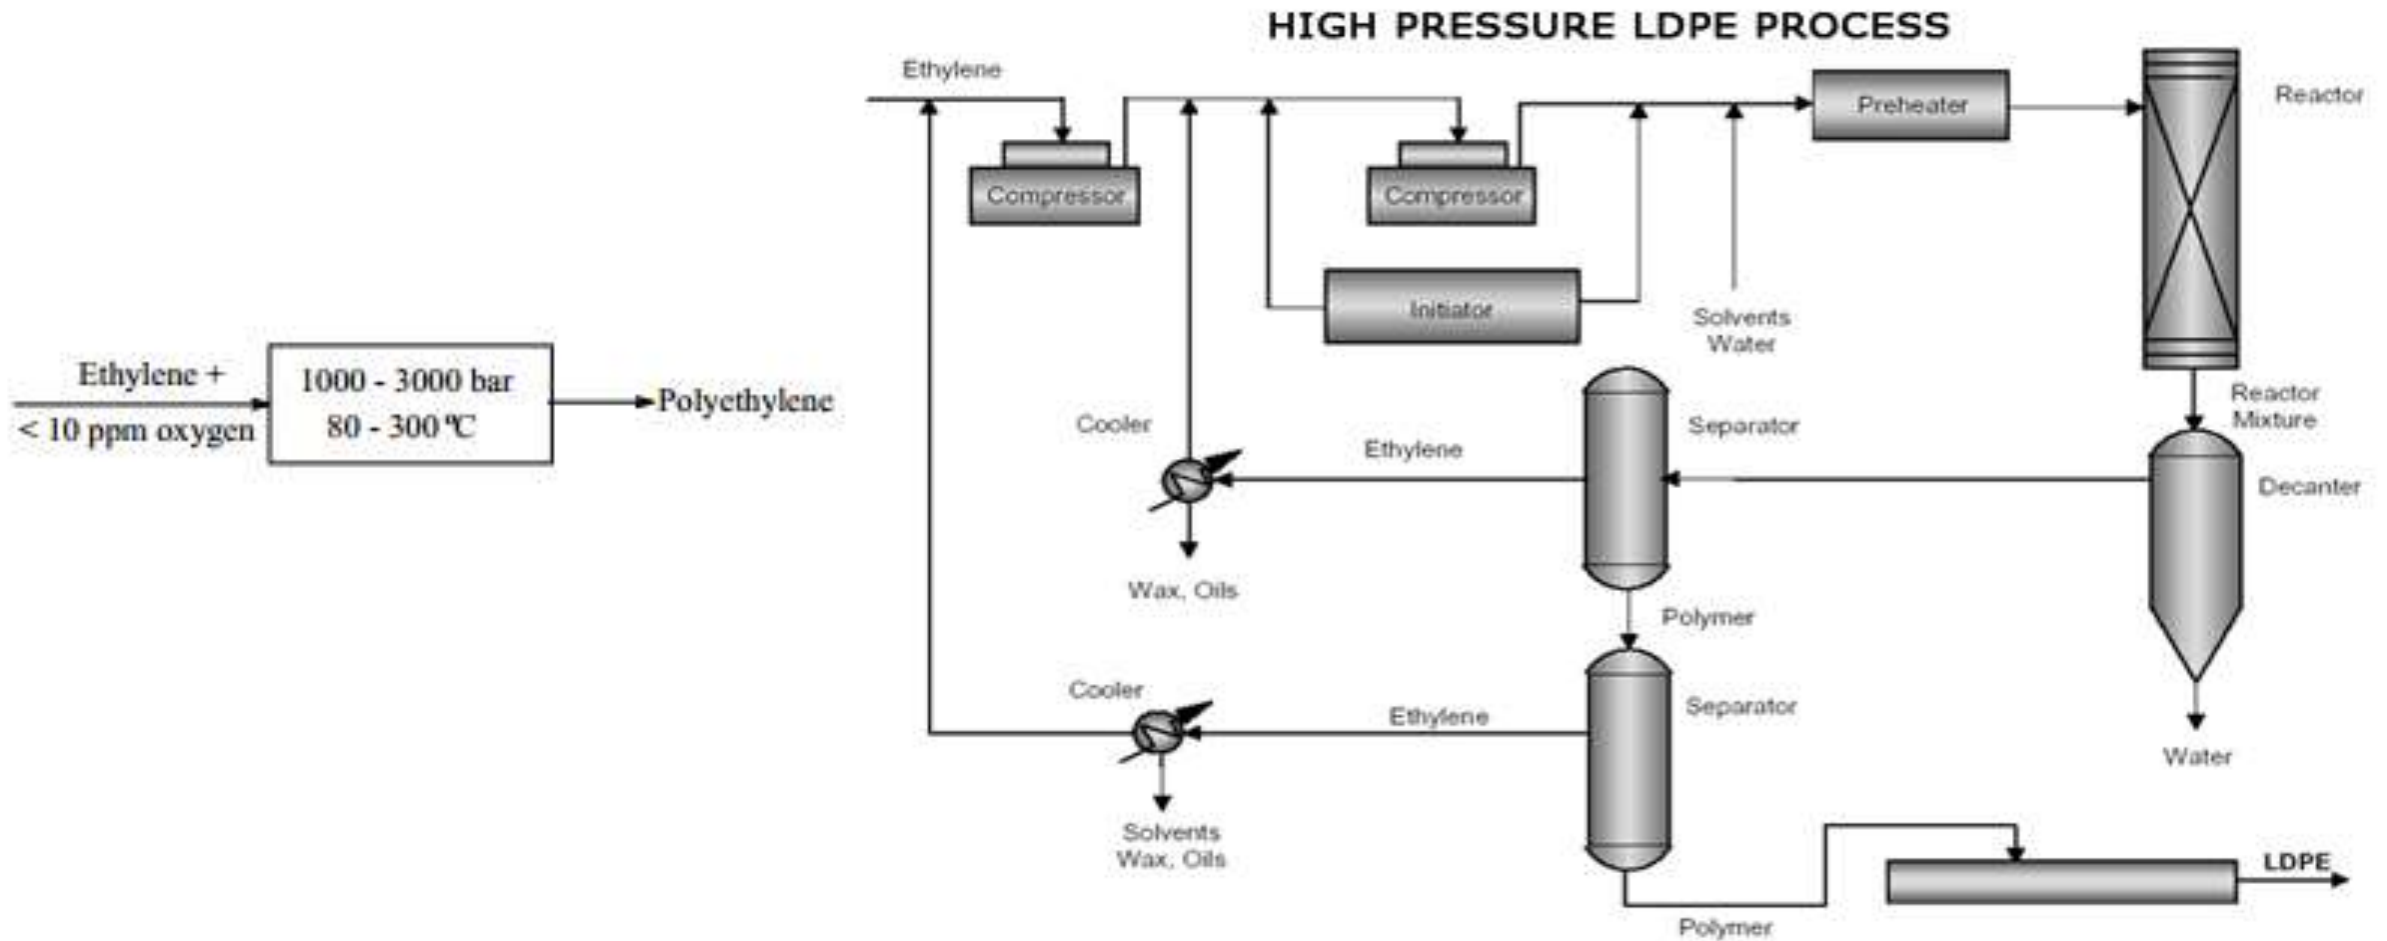 HIGH PRESSURE LDPE PROCESS
Ethylene
Compressor
Compressor
Preheater
Reactor
Initiator
Solvents
Water
Ethylene +
< 10 ppm oxygen
1000 - 3000 bar
80 - 300 ºC
Polyethylene
Reactor
Mixture
Cooler
Ethylene
Separator
Decanter
Wax, Oils
Polymer
Cooler
Ethylene
Separator
Water
Solvents
Wax, Oils
LDPE
Polymer